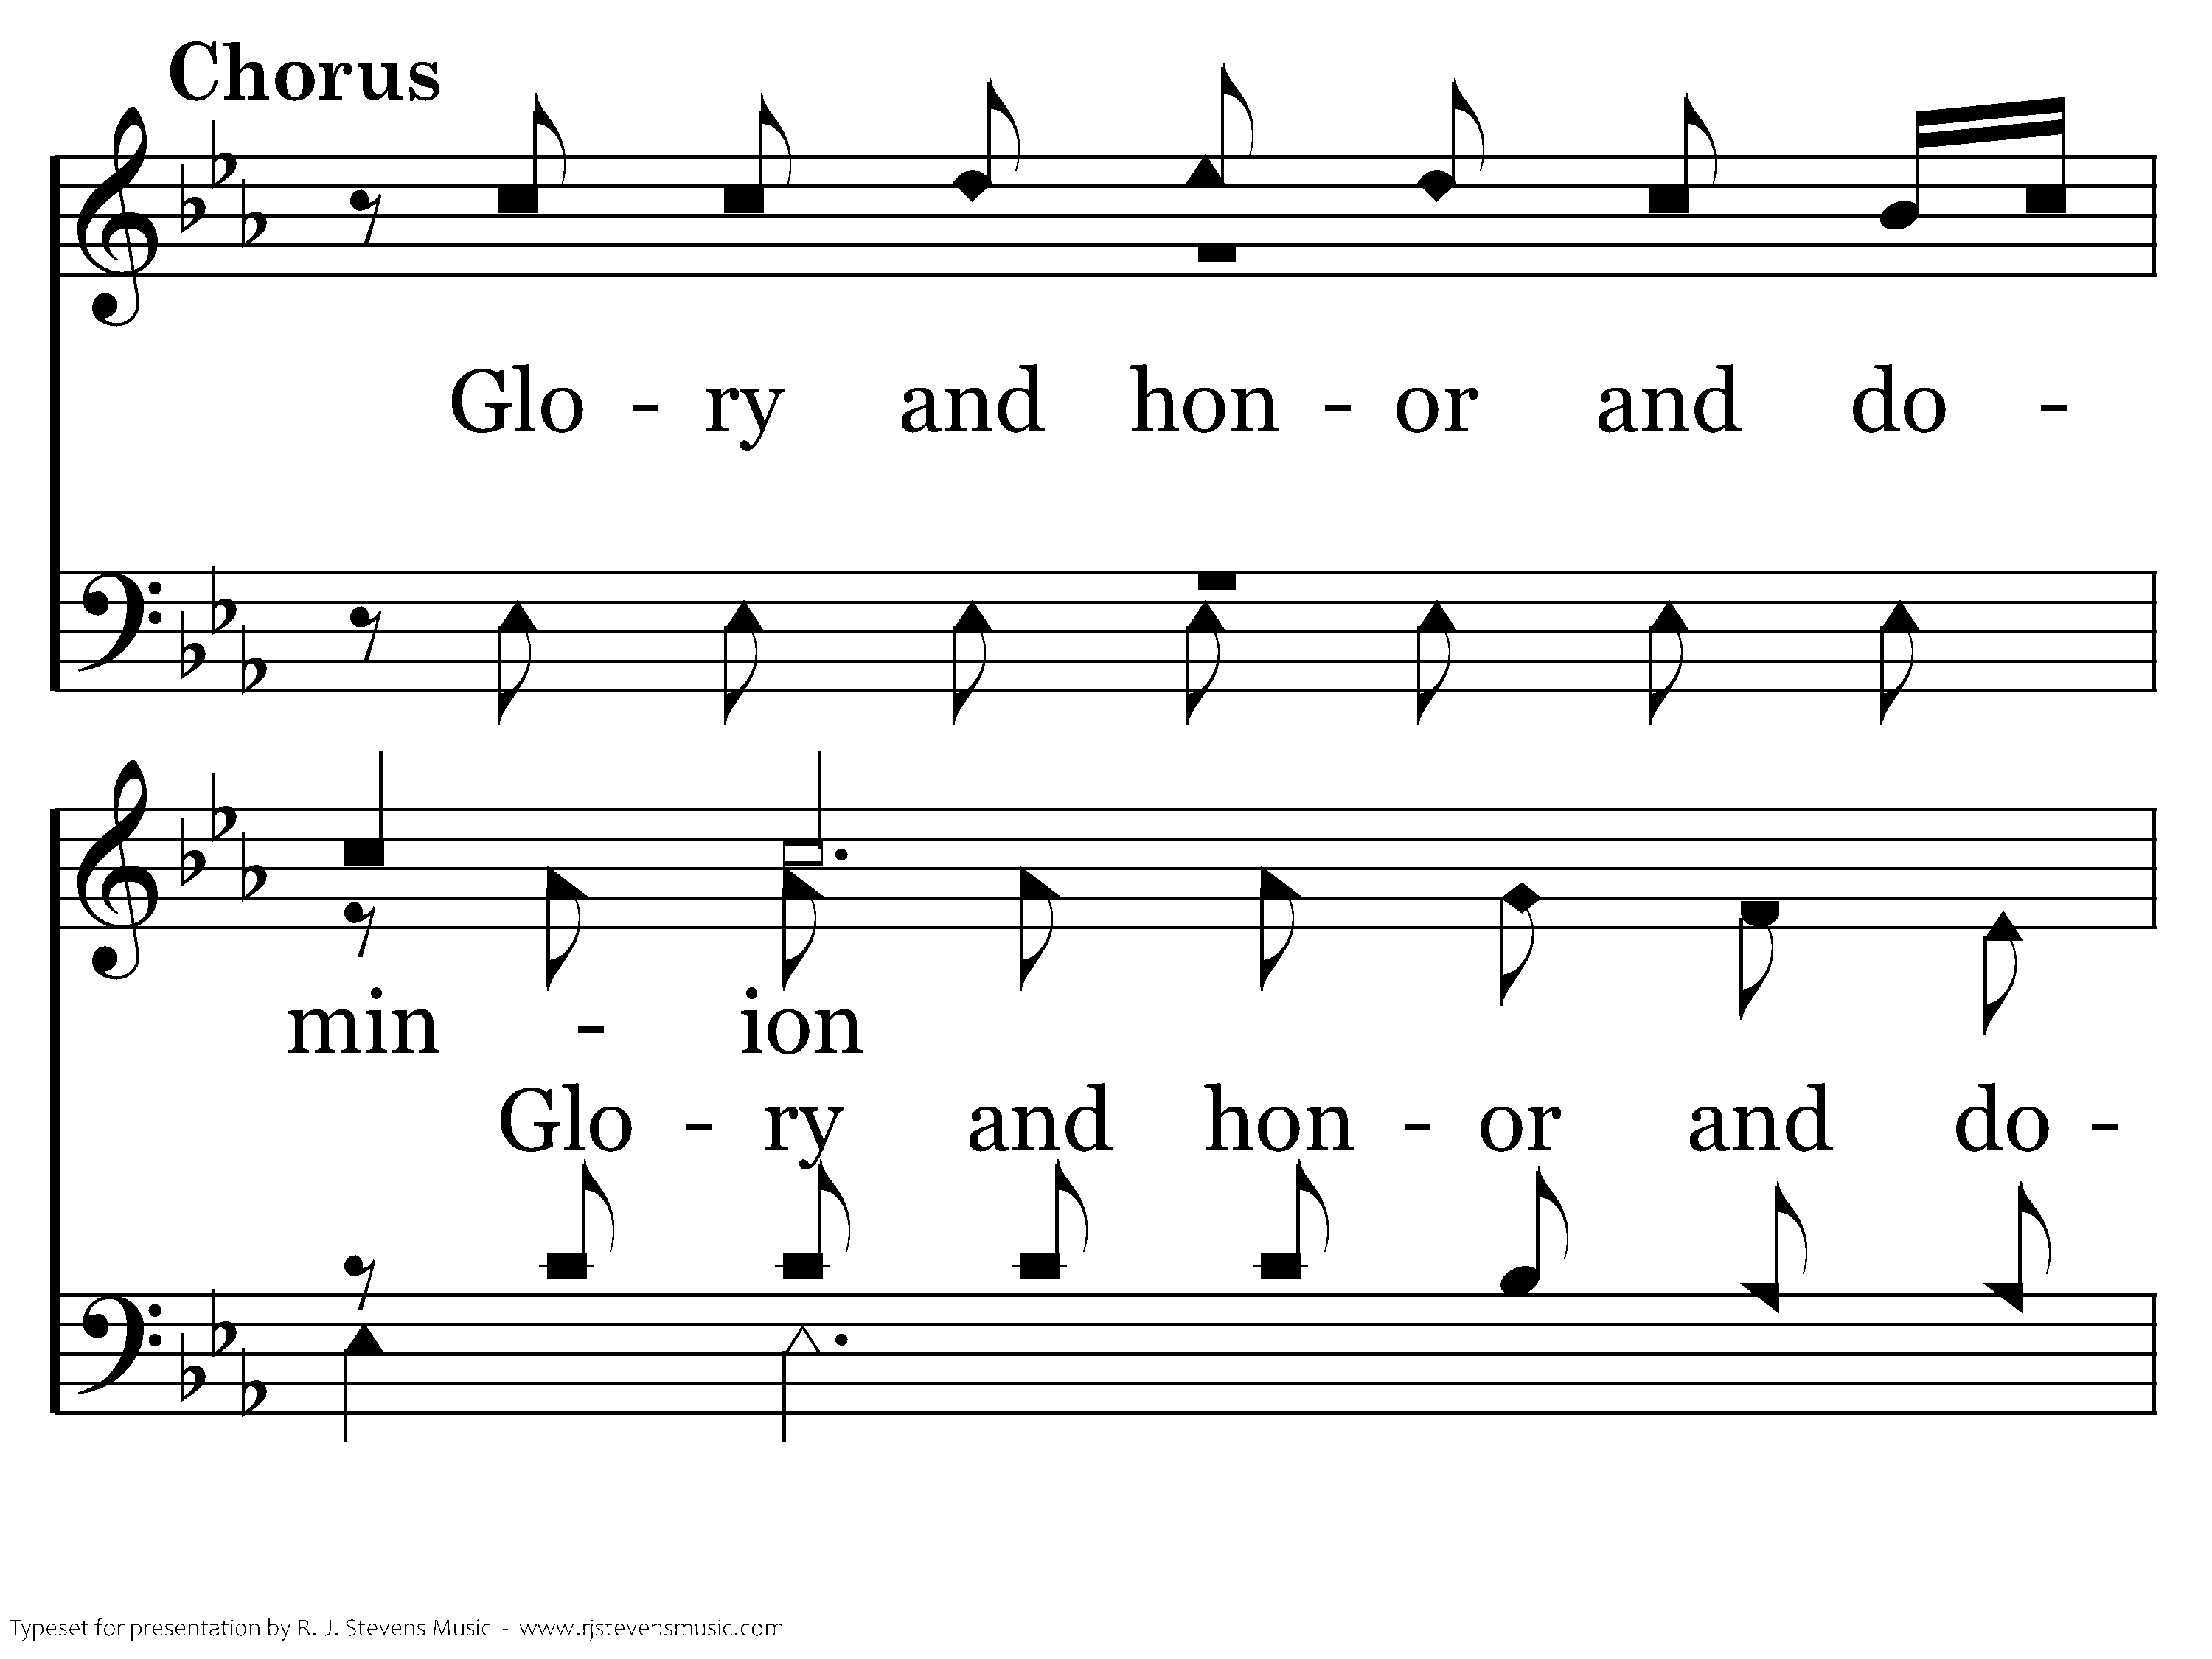 Chorus
Glo - ry and hon - or and do -
min - ion
Glo - ry and hon - or and do -
Typeset for presentation by R. J. Stevens Music - www.rjstevensmusic.com